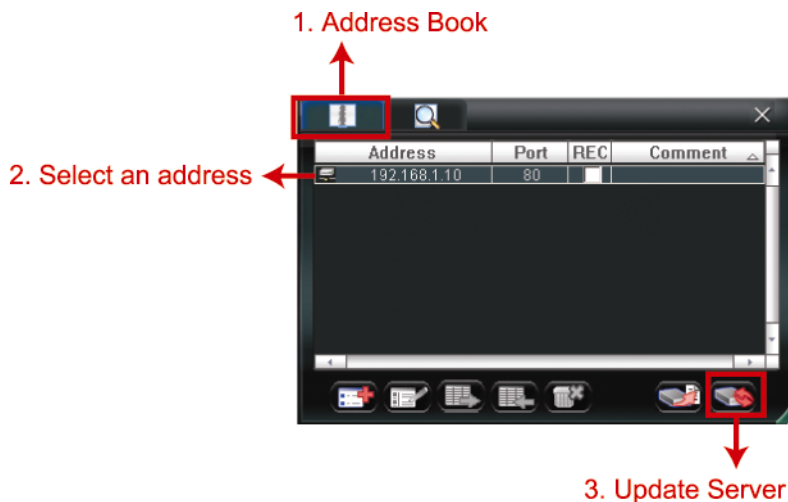 1. Address Book
Address Port REC Comment
2. Select an address
192.168.1.10 80
3. Update Server